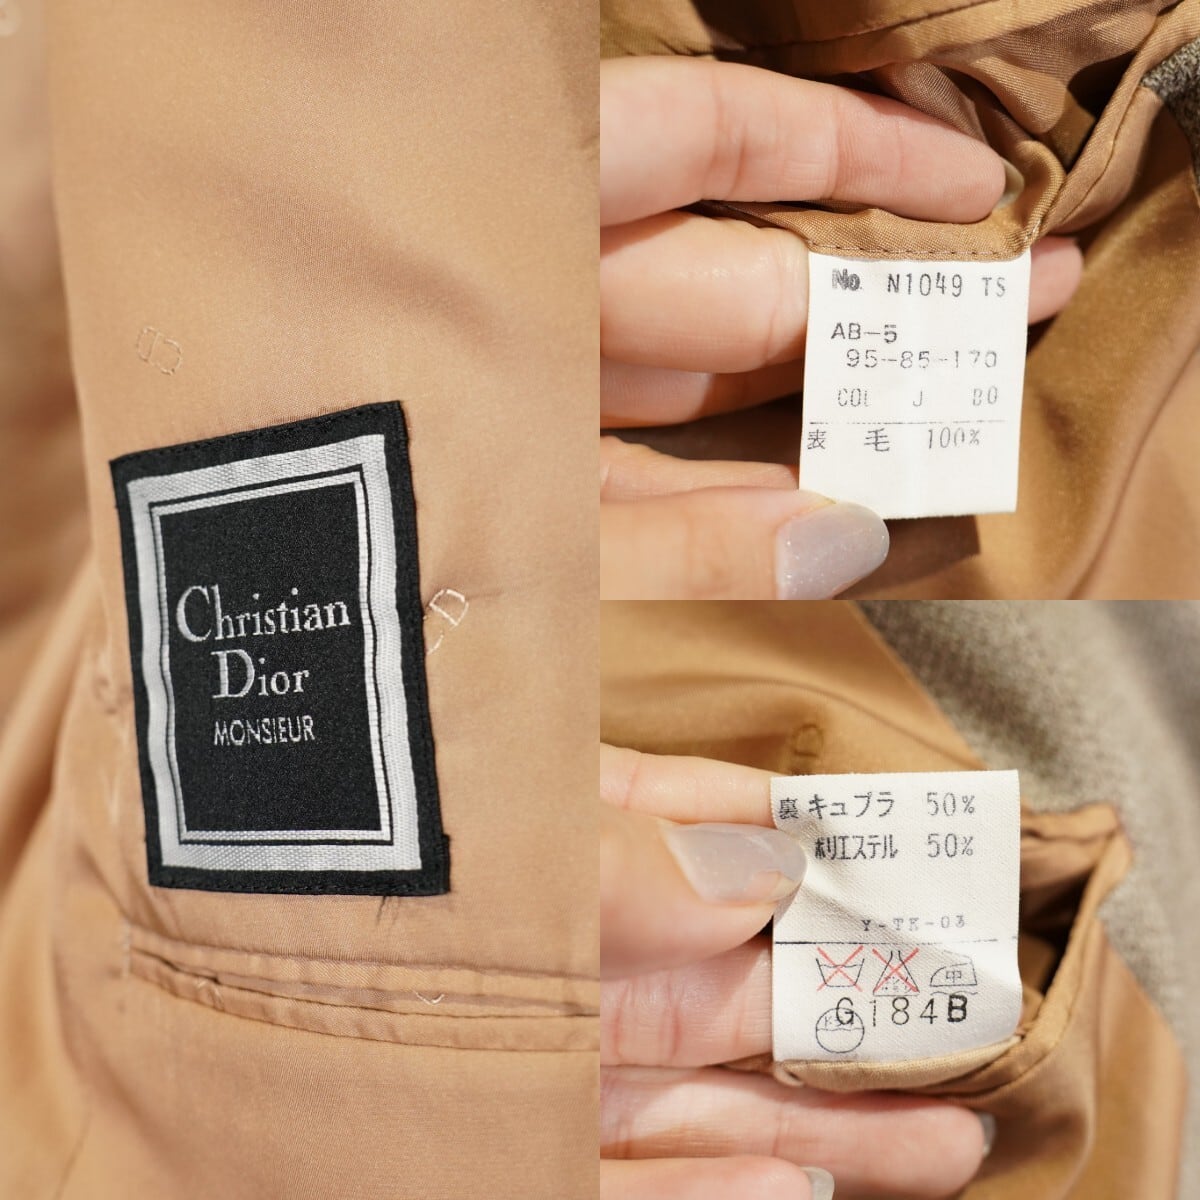 Christian
Dior
MONSIEUR
CD
No. N1049 TS
AB-5
95-85-170
COL J 80
表 毛 100%
裏 キュプラ 50%
ポリエステル 50%
Y-TK-03
中
G184B